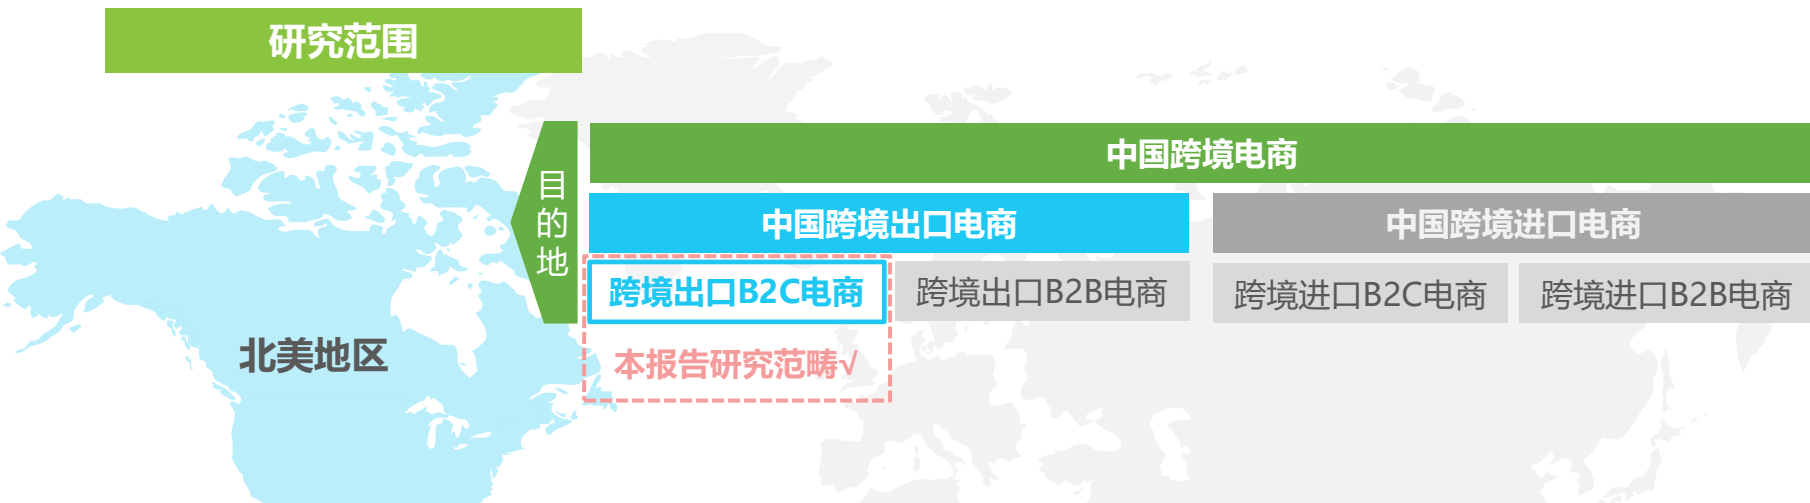 研究范围
目的地
中国跨境电商
中国跨境出口电商
中国跨境进口电商
跨境出口B2C电商
跨境出口B2B电商
跨境进口B2C电商
跨境进口B2B电商
本报告研究范畴√
北美地区